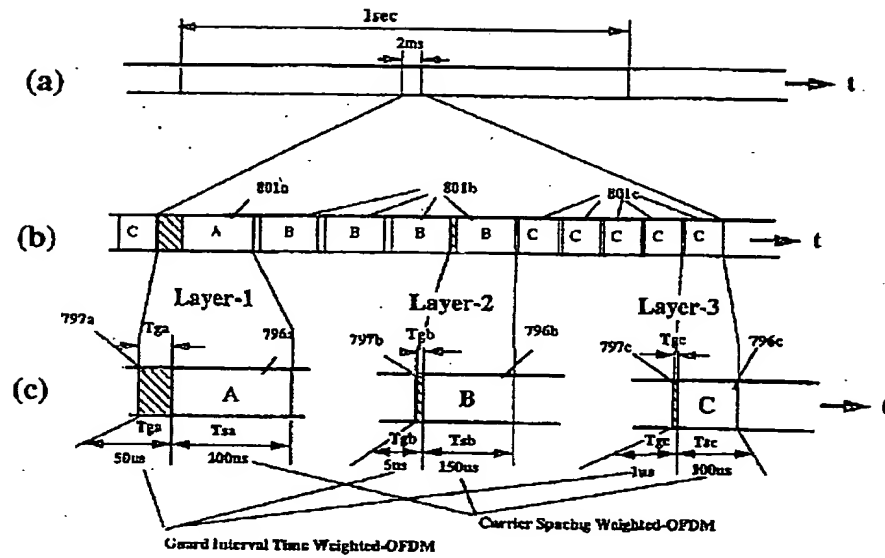 1sec
2ms
(a)
t
801a
801b
801c
(b)
C A B B B B C C C C C
t
Layer-1
Layer-2
Layer-3
797a
Tga
796a
797b
Tgb
796b
797c
Tgc
796c
(c)
A
B
C
t
Tga
Tsa
Tgb
Tsb
Tgc
Tsc
50us
200us
5us
150us
1us
100us
Carrier Spacing Weighted-OFDM
Guard Interval Time Weighted-OFDM